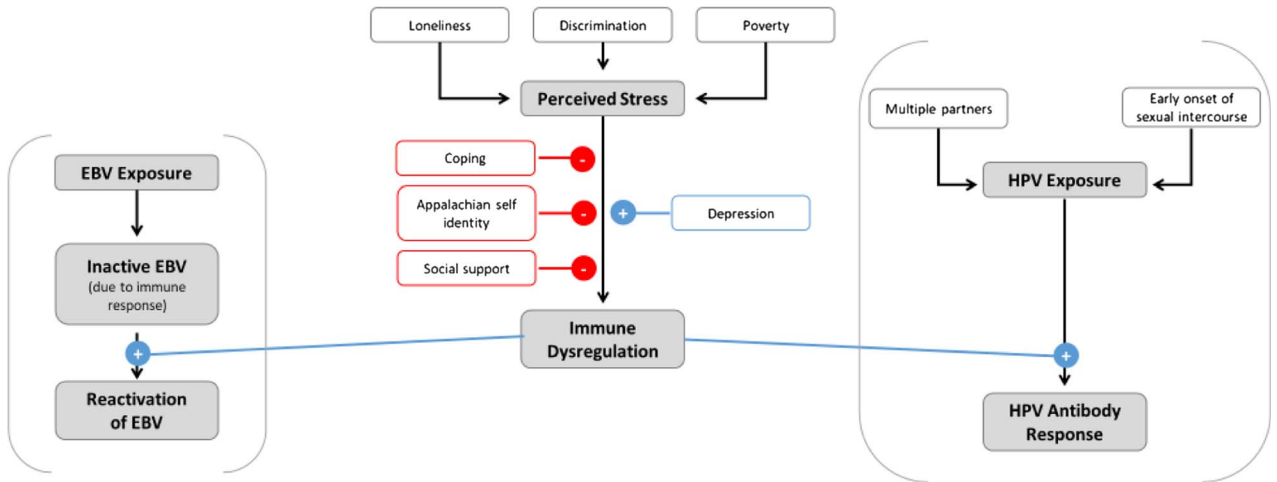 Loneliness
Discrimination
Poverty
Perceived Stress
Multiple partners
Early onset of
sexual intercourse
Coping
-
EBV Exposure
HPV Exposure
Appalachian self
identity
-
+
Depression
Inactive EBV
(due to immune
response)
Social support
-
Immune
Dysregulation
+
+
Reactivation
of EBV
HPV Antibody
Response